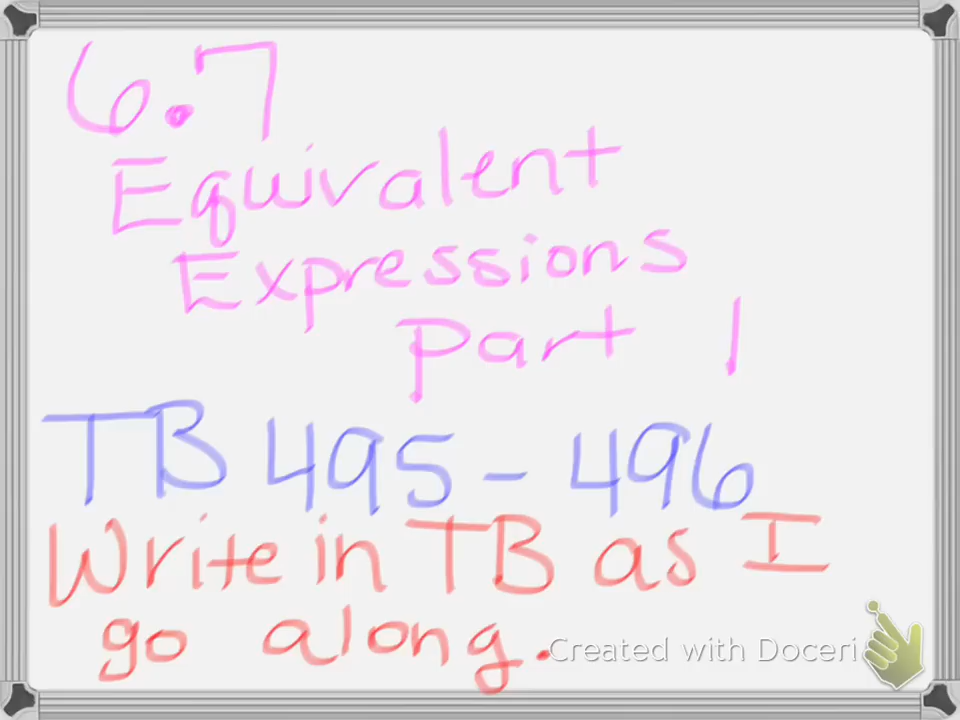 6.7
Equivalent
Expressions
Part 1
TB 495-496
Write in TB as I
go along.
Created with Doceri